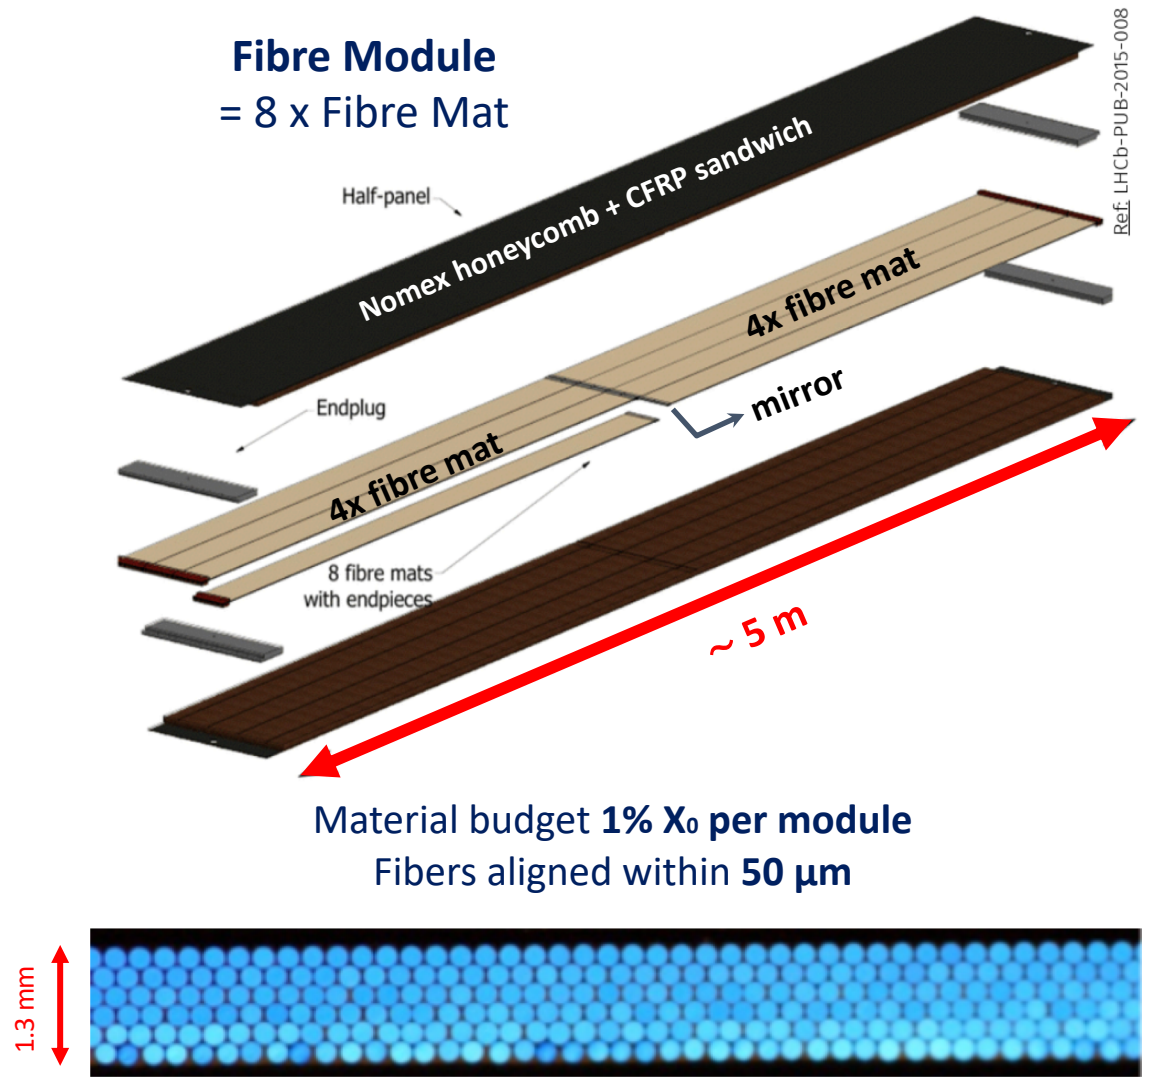 Fibre Module
= 8 x Fibre Mat
Ref. LHCb-PUB-2015-008
Half-panel
Nomex honeycomb + CFRP sandwich
4x fibre mat
Endplug
mirror
4x fibre mat
8 fibre mats
with endpieces
~ 5 m
Material budget 1% X₀ per module
Fibers aligned within 50 µm
1.3 mm